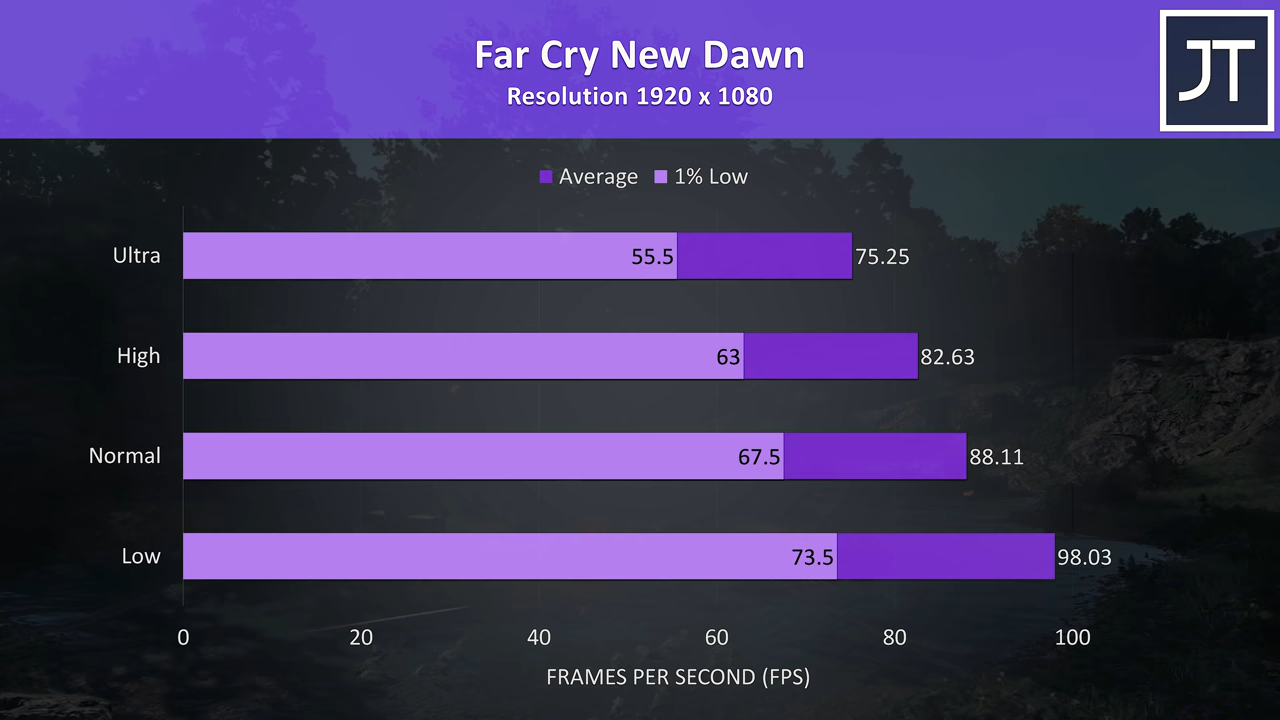 Far Cry New Dawn
Resolution 1920 x 1080
JT
Average 1% Low
Ultra 55.5 75.25
High 63 82.63
Normal 67.5 88.11
Low 73.5 98.03
0 20 40 60 80 100
FRAMES PER SECOND (FPS)